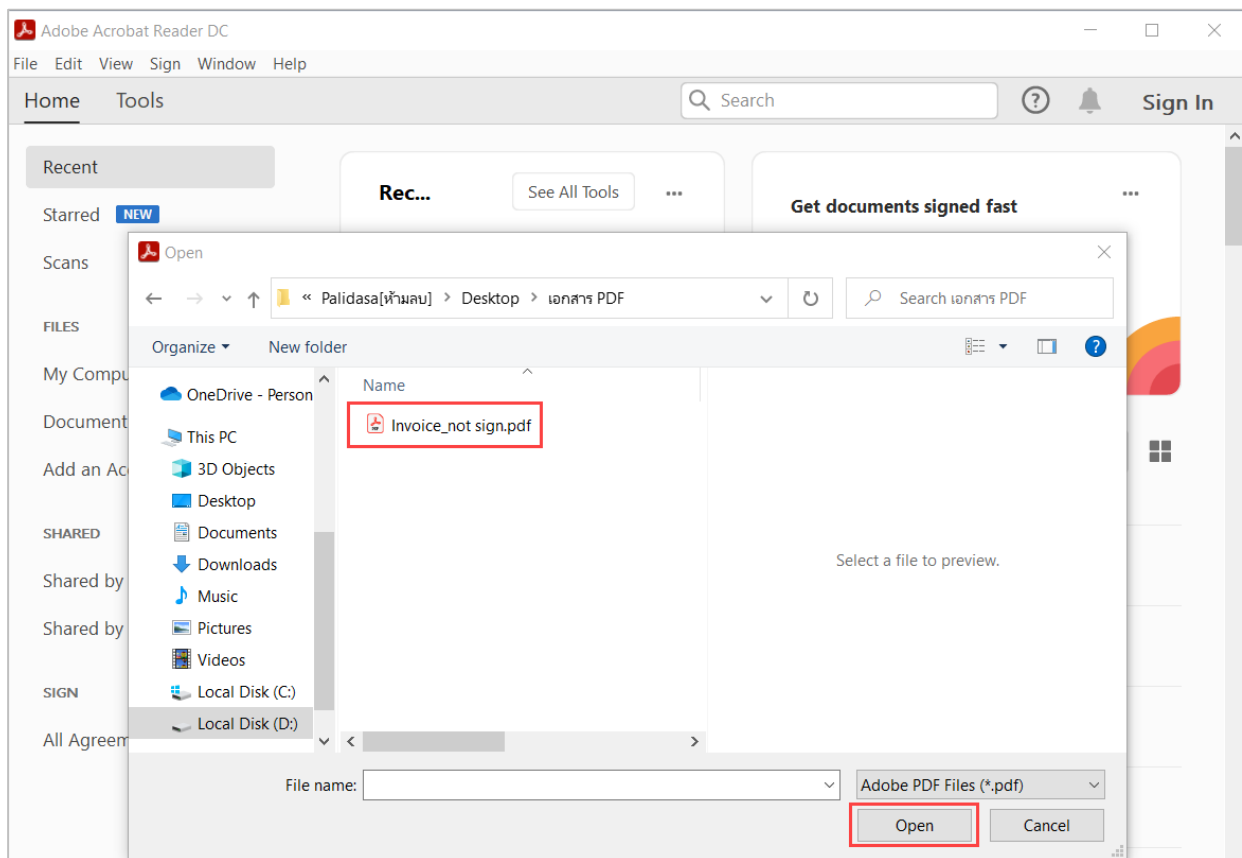 Adobe Acrobat Reader DC
File Edit View Sign Window Help
Home Tools Search ? Sign In
Recent
Starred NEW
Scans
FILES
My Compu
Document
Add an Ac
SHARED
Shared by
Shared by
SIGN
All Agreem
Rec... See All Tools ...
Get documents signed fast ...
Open
« Palidasa[ห้ามลบ] > Desktop > เอกสาร PDF
Search เอกสาร PDF
Organize New folder ?
OneDrive - Person
This PC
3D Objects
Desktop
Documents
Downloads
Music
Pictures
Videos
Local Disk (C:)
Local Disk (D:)
Name
Invoice_not sign.pdf
Select a file to preview.
File name: Adobe PDF Files (*.pdf)
Open Cancel